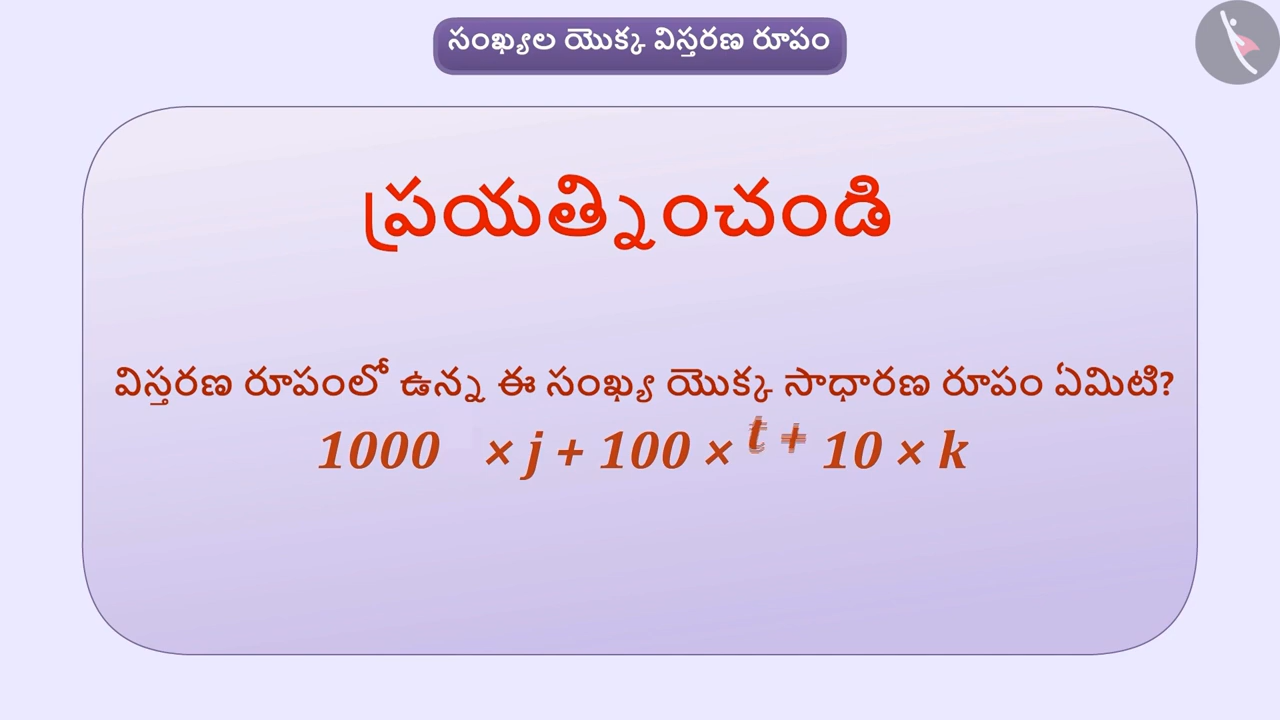 సంఖ్యల యొక్క విస్తరణ రూపం
ప్రయత్నించండి
విస్తరణ రూపంలో ఉన్న ఈ సంఖ్య యొక్క సాధారణ రూపం ఏమిటి?
1000 × j + 100 × t + 10 × k